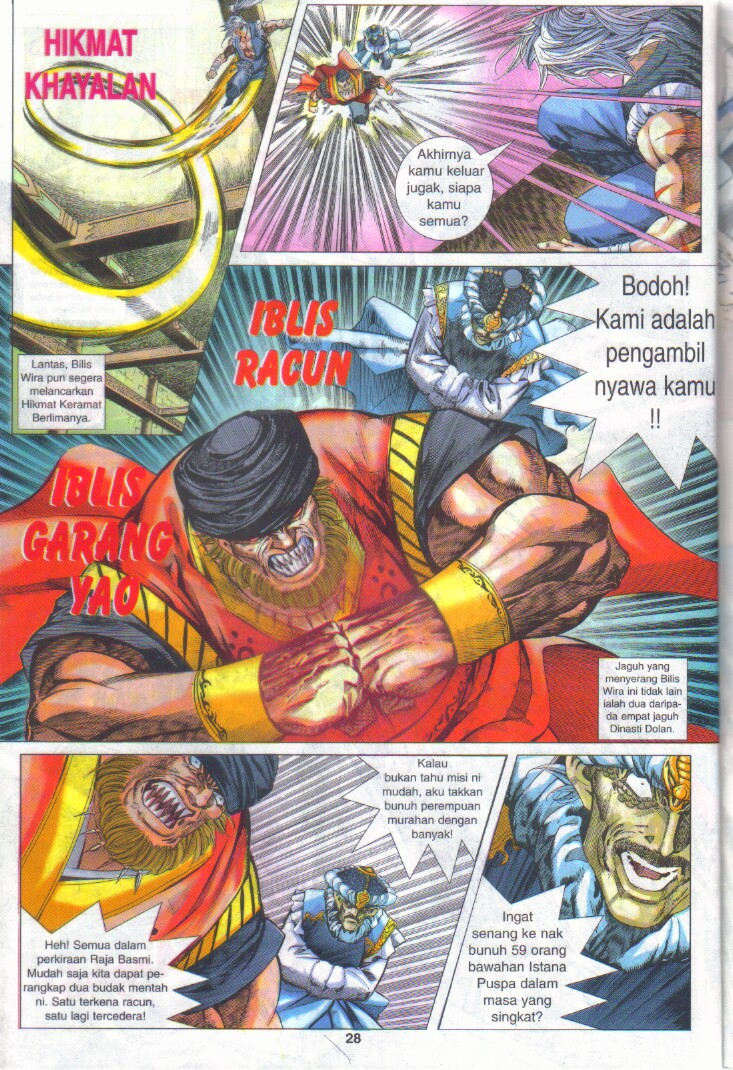 HIKMAT
KHAYALAN
Akhirnya
kamu keluar
jugak, siapa
kamu
semua?
Lantas, Bilis
Wira pun segera
melancarkan
Hikmat Keramat
Berlimanya.
IBLIS
RACUN
Bodoh!
Kami adalah
pengambil
nyawa kamu
!!
IBLIS
GARANG
YAO
Jaguh yang
menyerang Bilis
Wira ini tidak lain
ialah dua daripa-
da empat jaguh
Dinasti Dolan.
Heh! Semua dalam
perkiraan Raja Basmi.
Mudah saja kita dapat pe-
rangkap dua budak mentah
ni. Satu terkena racun,
satu lagi tercedera!
Kalau
bukan tahu misi ni
mudah, aku takkan
bunuh perempuan
murahan dengan
banyak!
Ingat
senang ke nak
bunuh 59 orang
bawahan Istana
Puspa dalam
masa yang
singkat?
28